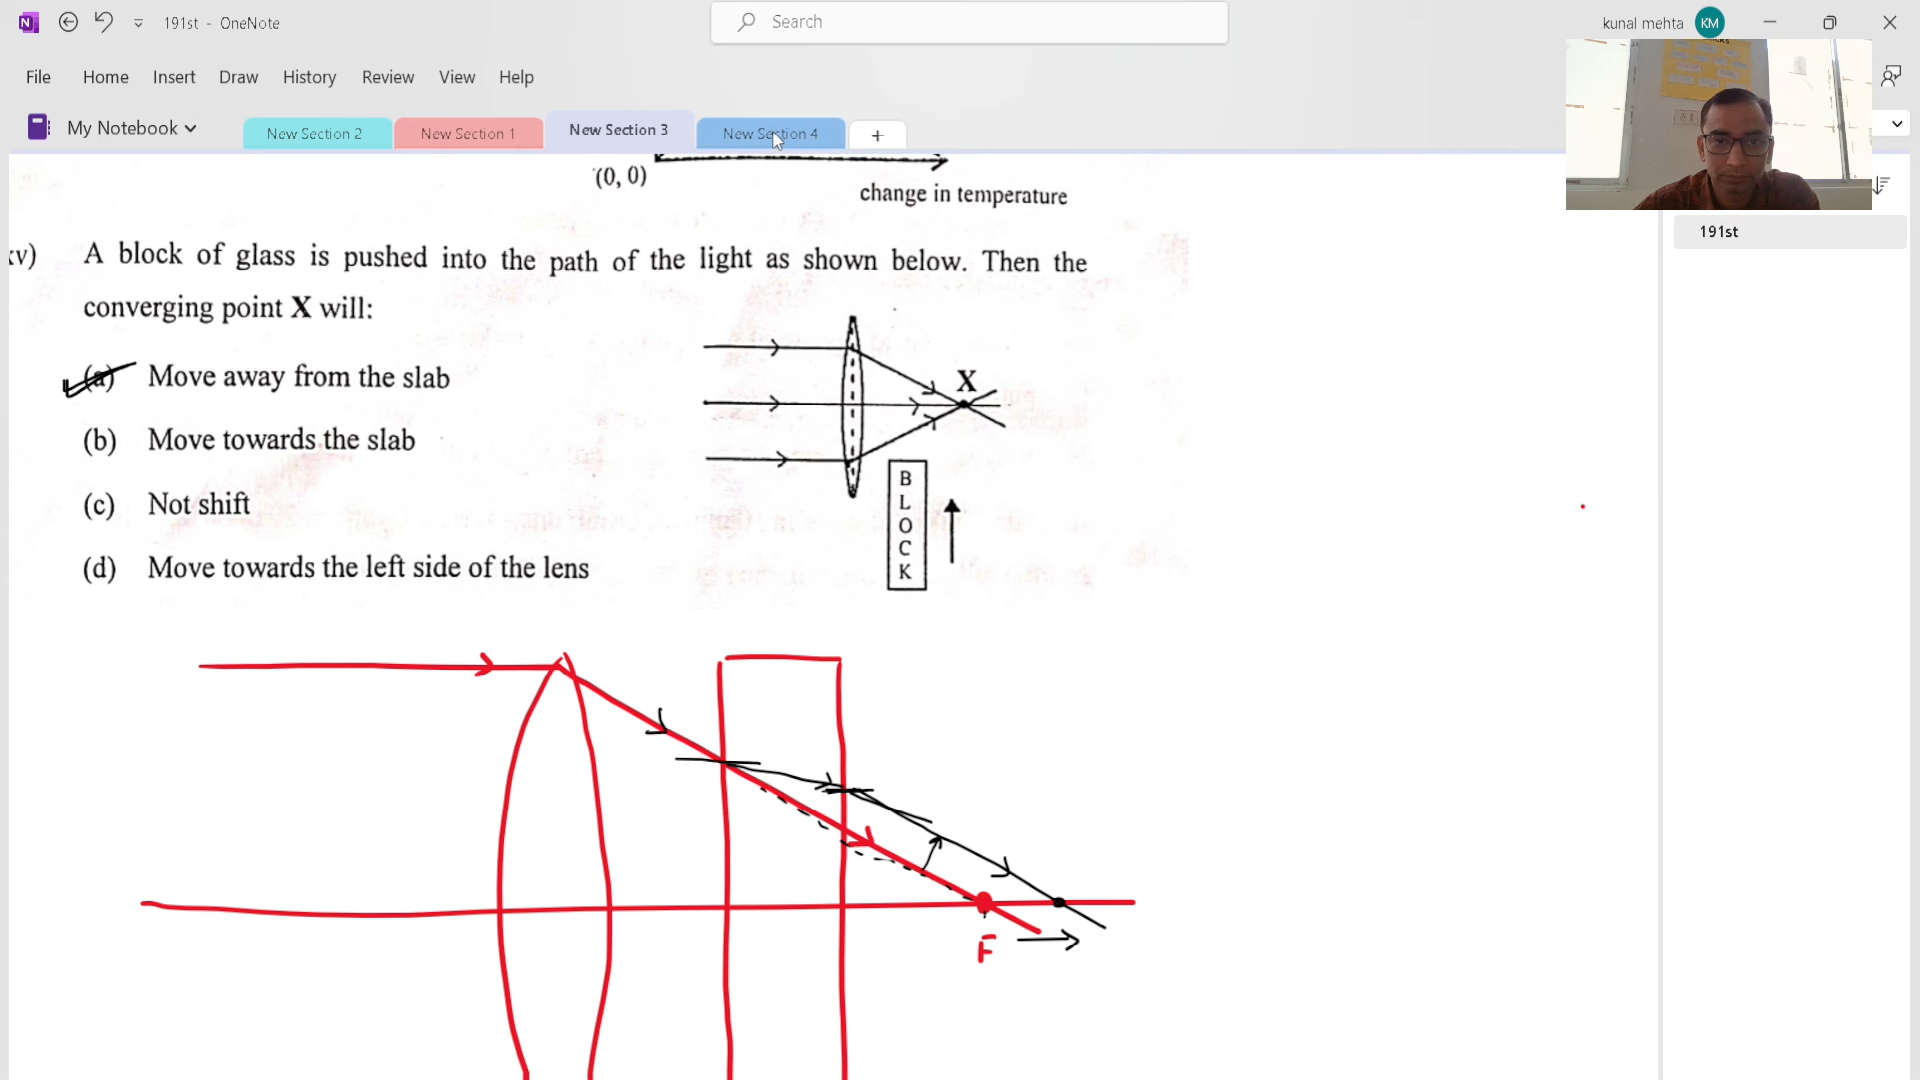 191st - OneNote
Search
kunal mehta
KM
File Home Insert Draw History Review View Help
My Notebook
New Section 2
New Section 1
New Section 3
New Section 4
+
191st
(0, 0)
change in temperature
xv) A block of glass is pushed into the path of the light as shown below. Then the
converging point X will:
(a) Move away from the slab
(b) Move towards the slab
(c) Not shift
(d) Move towards the left side of the lens
X
B
L
O
C
K
F